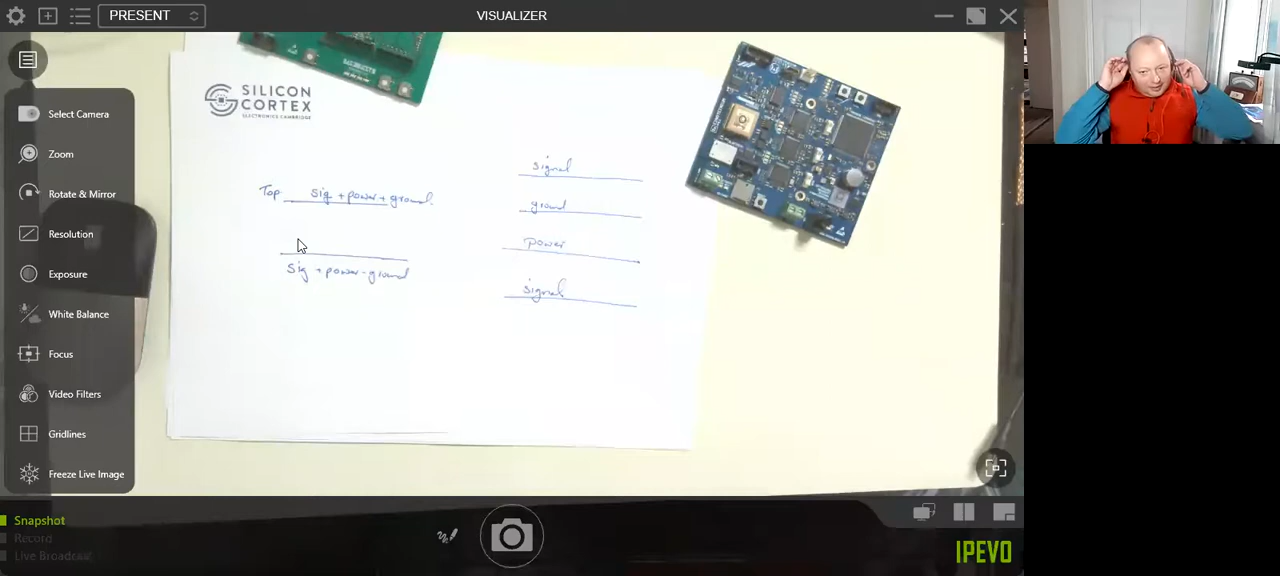 PRESENT
VISUALIZER
Select Camera
Zoom
Rotate & Mirror
Resolution
Exposure
White Balance
Focus
Video Filters
Gridlines
Freeze Live Image
SILICON
CORTEX
ELECTRONICS CAMBRIDGE
Top sig + power + ground
Sig + power - ground
signal
ground
power
signal
Snapshot
Record
Live Broadcast
IPEVO